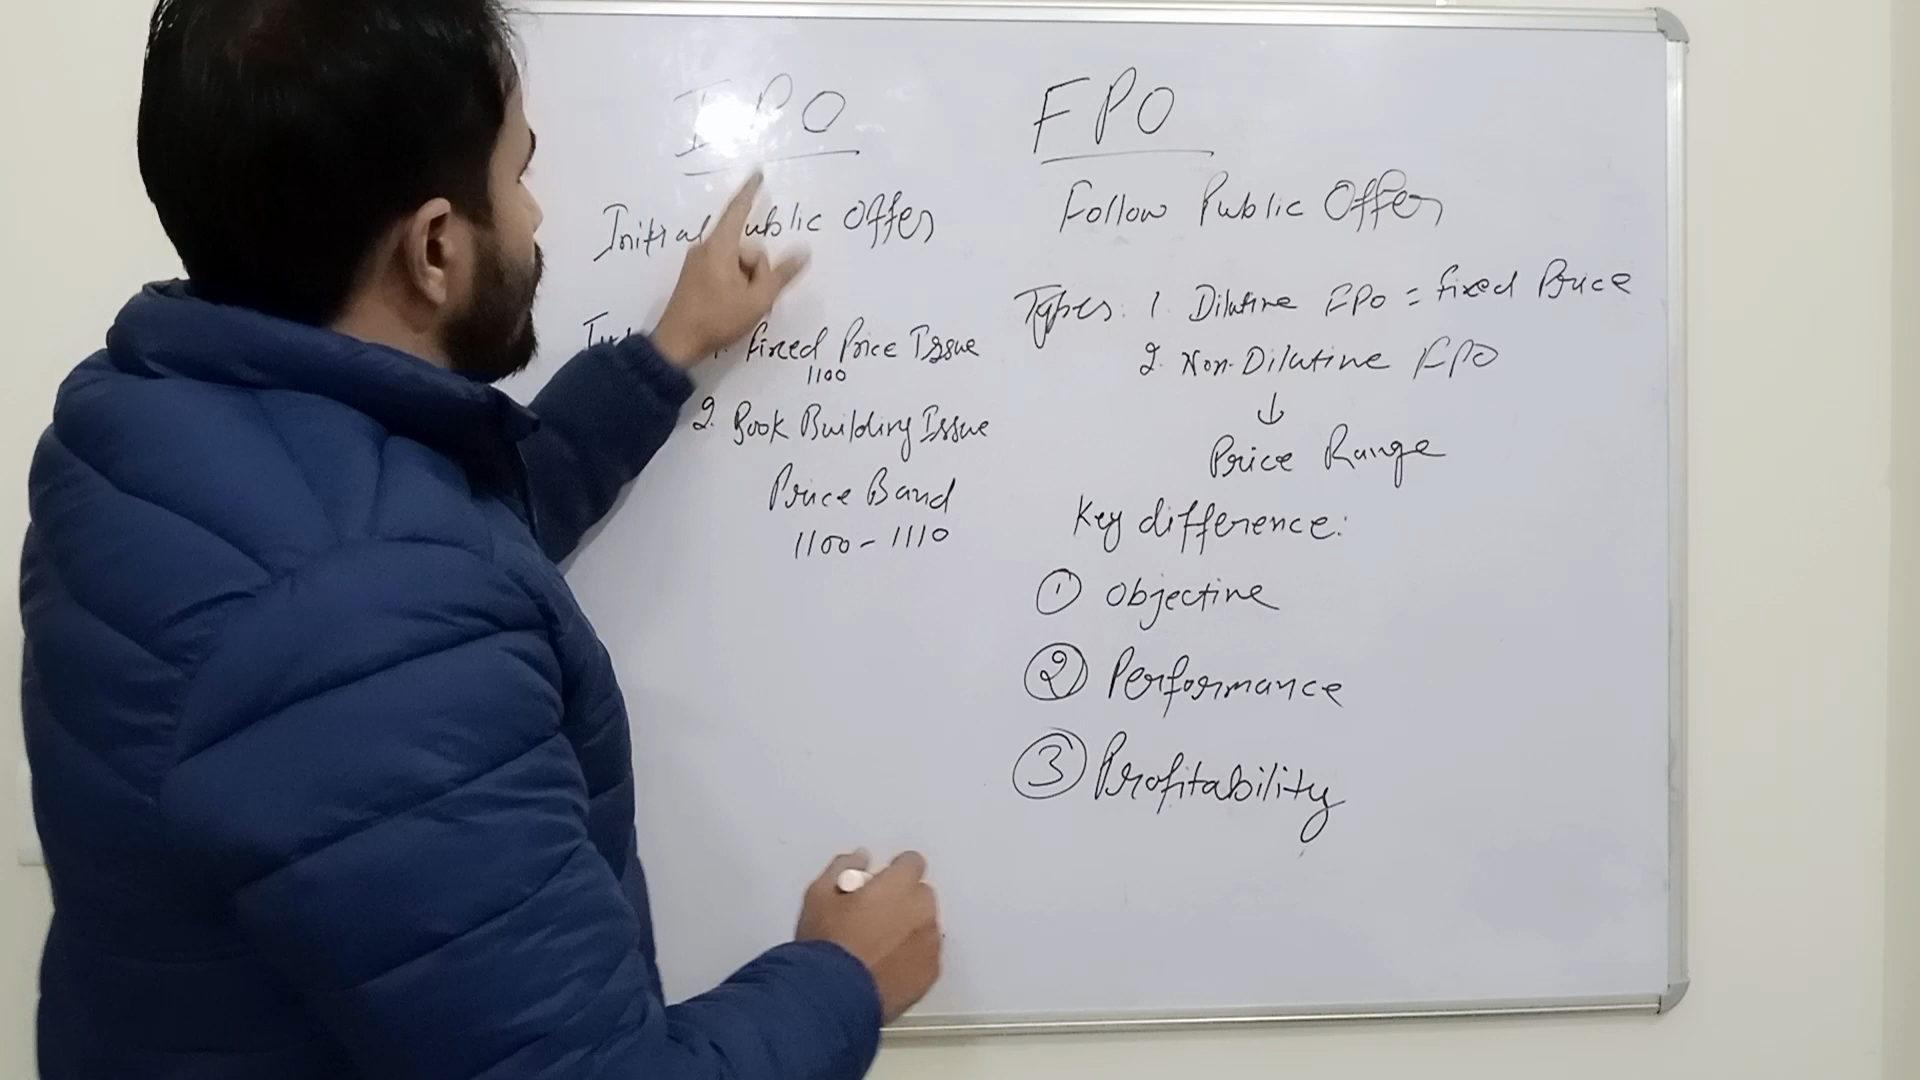 IPO
Initial Public Offer
1. Fixed Price Issue
1100
2. Book Building Issue
Price Band
1100 - 1110
FPO
Follow Public Offer
Types: 1. Dilutive FPO = fixed Price
2. Non-Dilutive FPO
↓
Price Range
Key difference:
① Objective
② Performance
③ Profitability